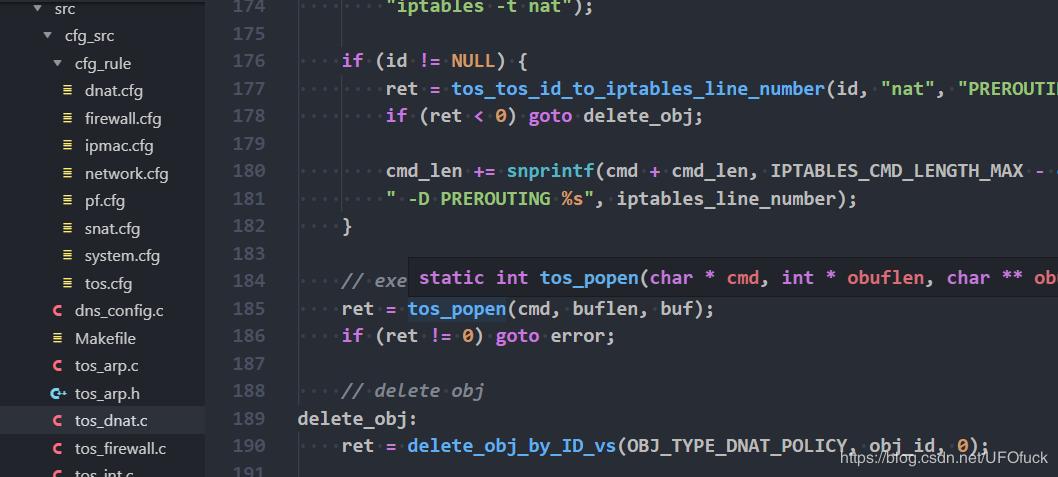 src
cfg_src
cfg_rule
dnat.cfg
firewall.cfg
ipmac.cfg
network.cfg
pf.cfg
snat.cfg
system.cfg
tos.cfg
dns_config.c
Makefile
tos_arp.c
tos_arp.h
tos_dnat.c
tos_firewall.c
tos_int.c
174 "iptables -t nat");
175
176 if (id != NULL) {
177 ret = tos_tos_id_to_iptables_line_number(id, "nat", "PREROUTI
178 if (ret < 0) goto delete_obj;
179
180 cmd_len += snprintf(cmd + cmd_len, IPTABLES_CMD_LENGTH_MAX -
181 " -D PREROUTING %s", iptables_line_number);
182 }
183
static int tos_popen(char * cmd, int * obuflen, char ** ob
184 // exe
185 ret = tos_popen(cmd, buflen, buf);
186 if (ret != 0) goto error;
187
188 // delete obj
189 delete_obj:
190 ret = delete_obj_by_ID_vs(OBJ_TYPE_DNAT_POLICY, obj_id, 0);
191
https://blog.csdn.net/UFOfuck